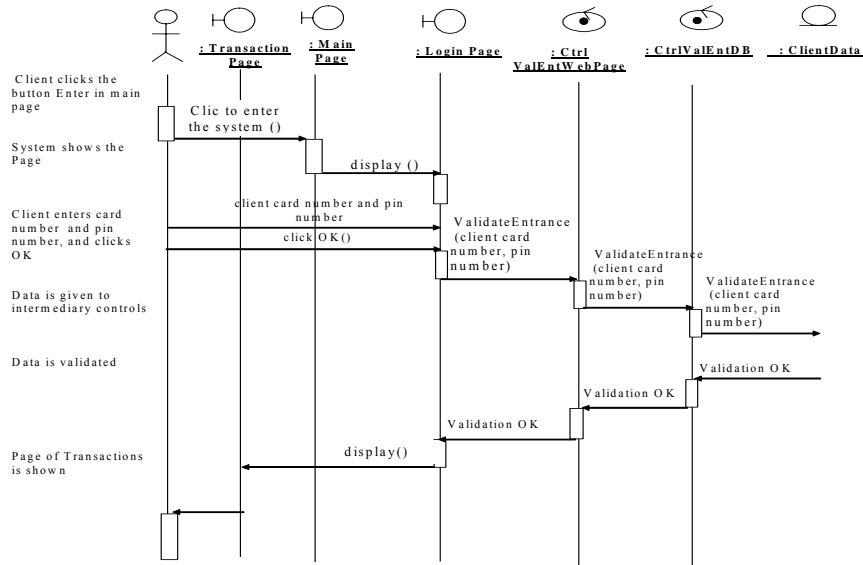 : Transaction
Page
: Main
Page
: Login Page
: Ctrl
ValEntWebPage
: CtrlValEntDB
: ClientData
Client clicks the
button Enter in main
page
Clic to enter
the system ()
System shows the
Page
display ()
client card number and pin
number
Client enters card
number and pin
number, and clicks
OK
click OK()
ValidateEntrance
(client card
number, pin
number)
ValidateEntrance
(client card
number, pin
number)
ValidateEntrance
(client card
number, pin
number)
Data is given to
intermediary controls
Data is validated
Validation OK
Validation OK
Validation OK
Page of Transactions
is shown
display()